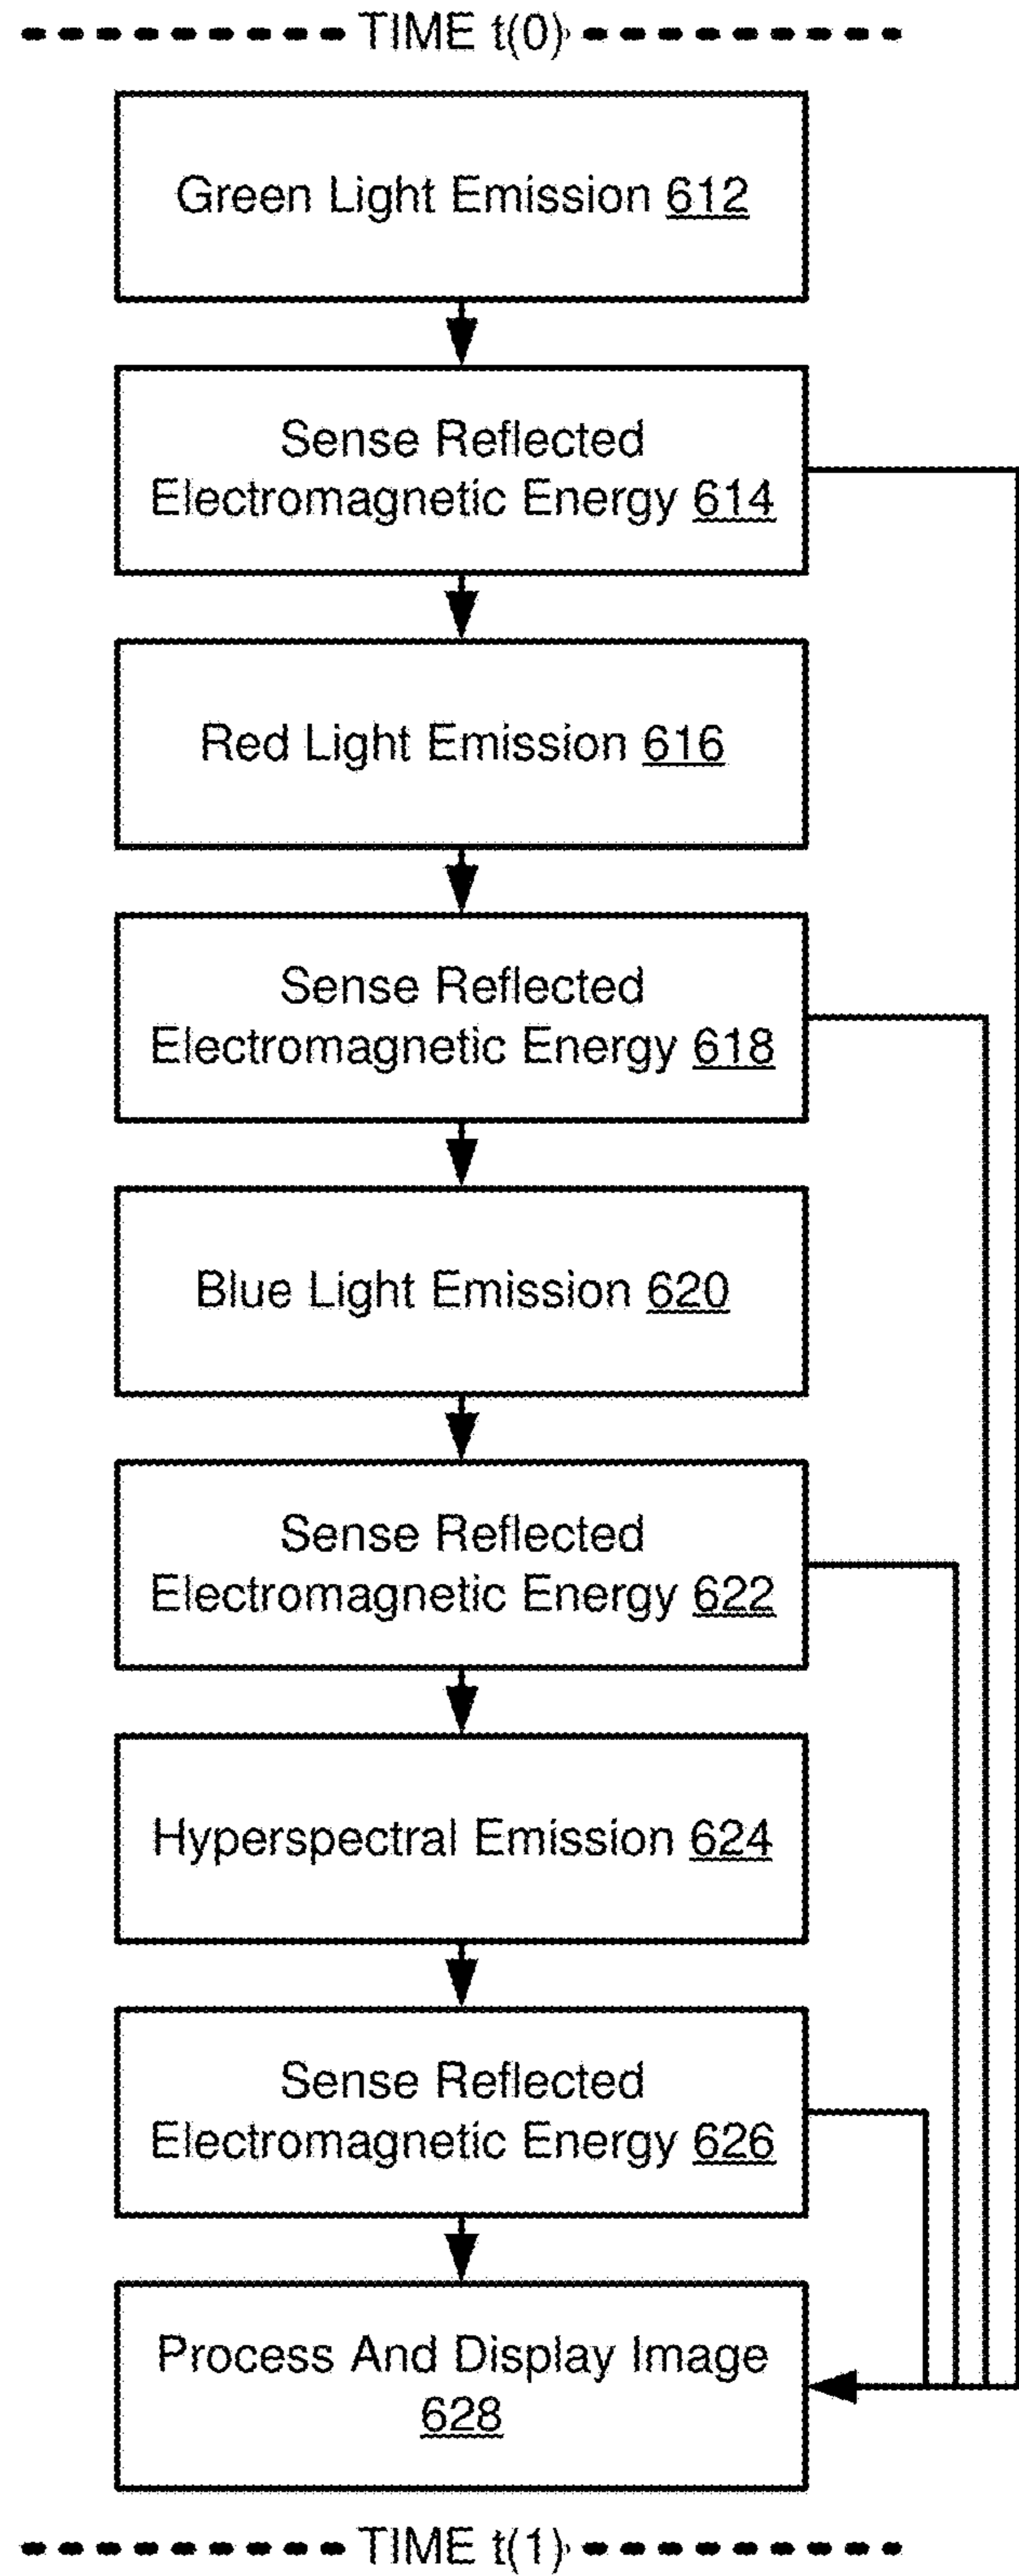 TIME t(0)
Green Light Emission 612
Sense Reflected
Electromagnetic Energy 614
Red Light Emission 616
Sense Reflected
Electromagnetic Energy 618
Blue Light Emission 620
Sense Reflected
Electromagnetic Energy 622
Hyperspectral Emission 624
Sense Reflected
Electromagnetic Energy 626
Process And Display Image
628
TIME t(1)